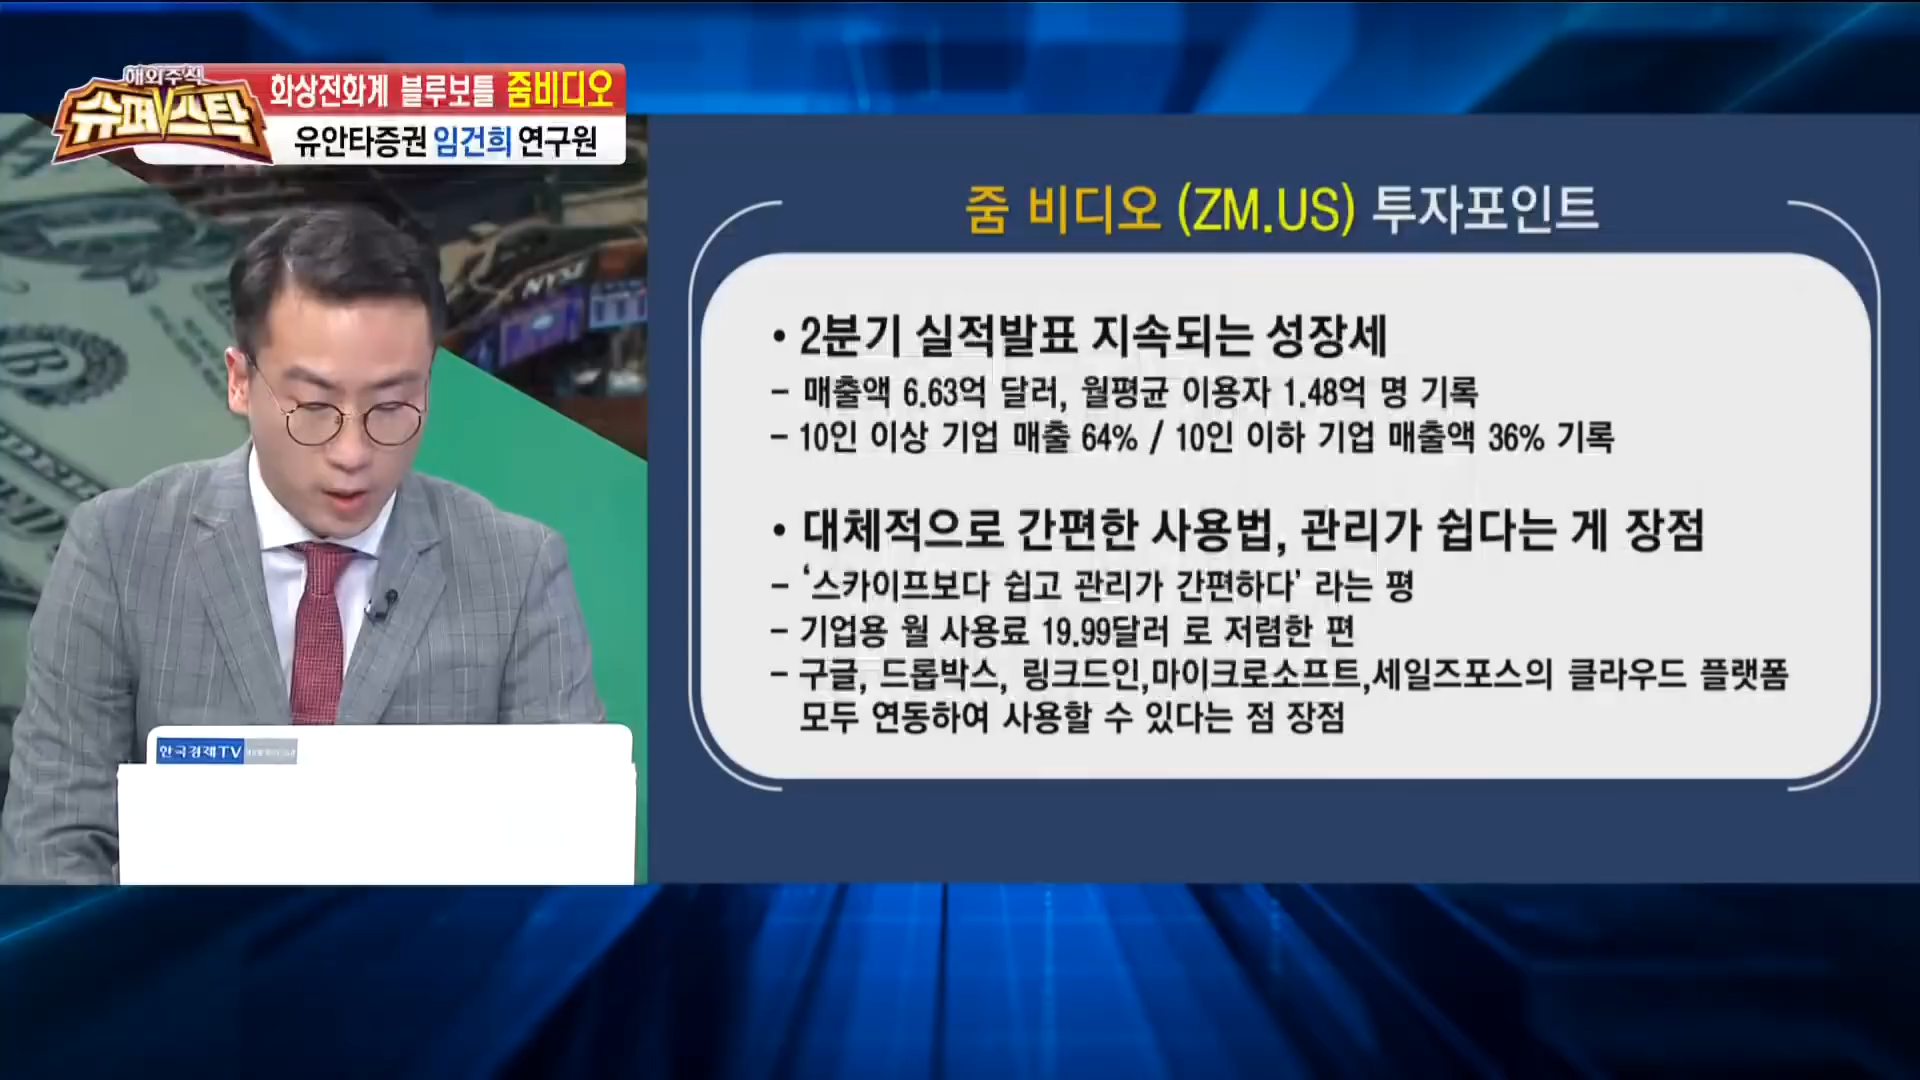 해외주식
슈퍼스탁
화상전화계 블루보틀 줌비디오
유안타증권 임건희 연구원
NYSE
한국경제TV
줌 비디오 (ZM.US) 투자포인트
• 2분기 실적발표 지속되는 성장세
- 매출액 6.63억 달러, 월평균 이용자 1.48억 명 기록
- 10인 이상 기업 매출 64% / 10인 이하 기업 매출액 36% 기록
• 대체적으로 간편한 사용법, 관리가 쉽다는 게 장점
- ‘스카이프보다 쉽고 관리가 간편하다’ 라는 평
- 기업용 월 사용료 19.99달러 로 저렴한 편
- 구글, 드롭박스, 링크드인,마이크로소프트,세일즈포스의 클라우드 플랫폼
모두 연동하여 사용할 수 있다는 점 장점